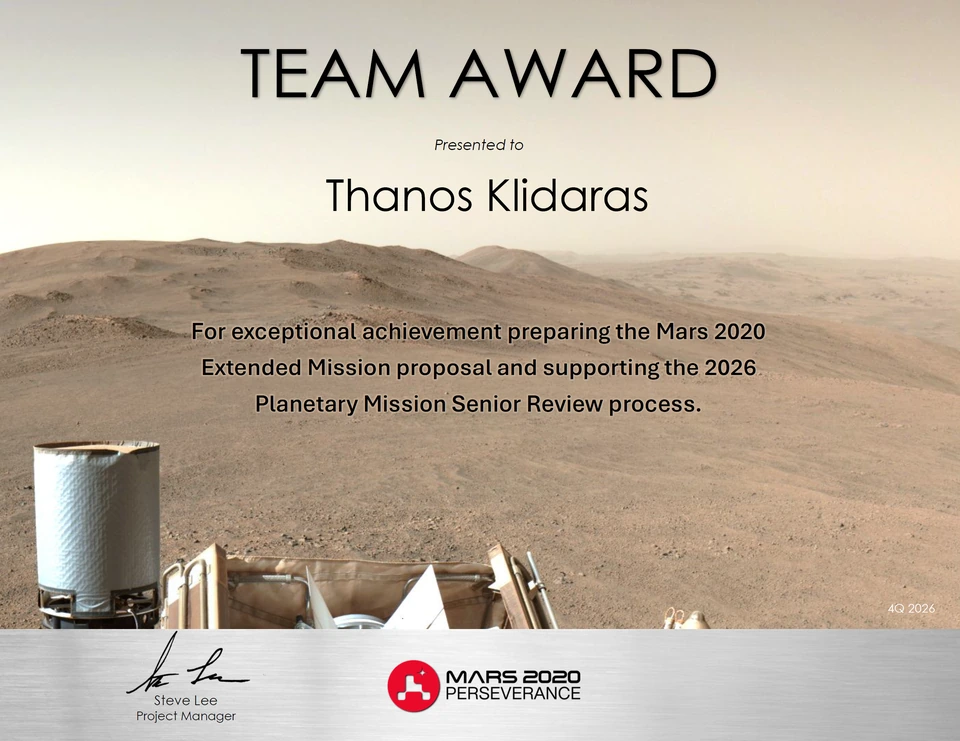 TEAM AWARD
Presented to
Thanos Klidaras
For exceptional achievement preparing the Mars 2020
Extended Mission proposal and supporting the 2026
Planetary Mission Senior Review process.
4Q 2026
Steve Lee
Project Manager
MARS 2020
PERSEVERANCE